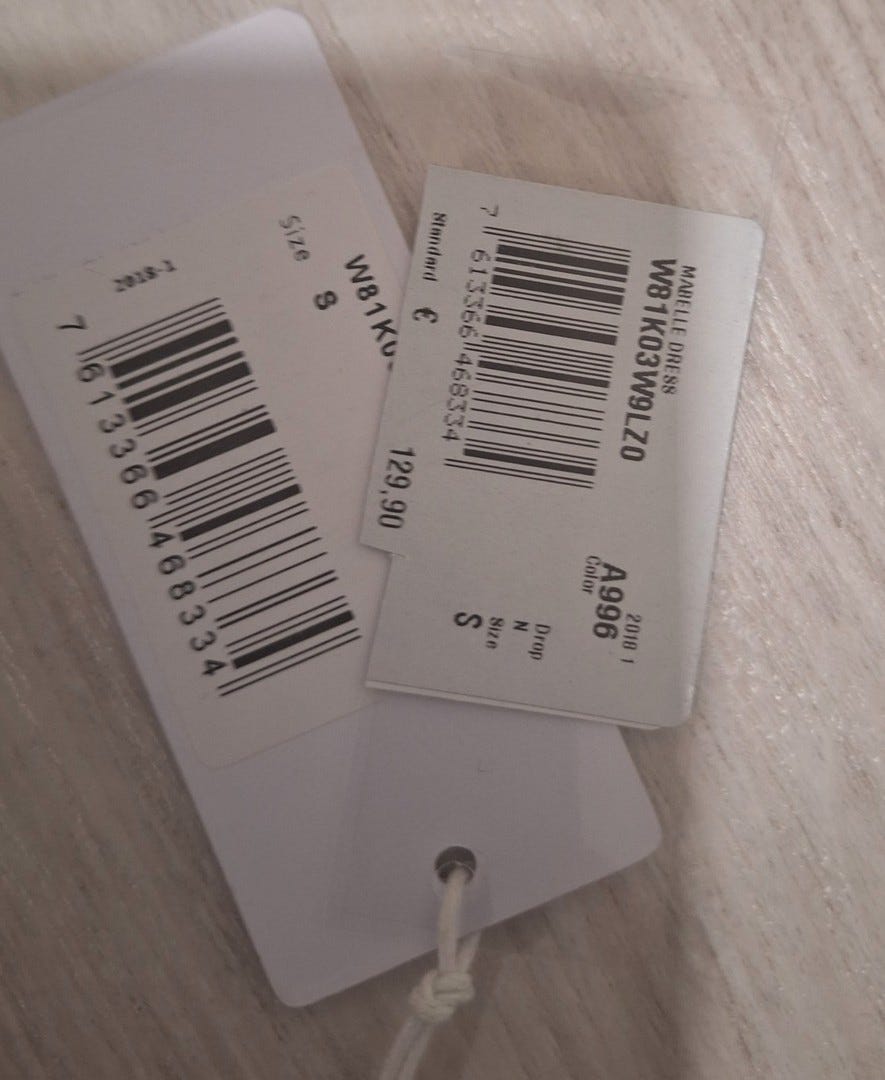 MABELLE DRESS
W81K03W9LZ0
7 613366 468334
Standard € 129,90
2018 1
A996
Color
Drop
N
Size
S
W81K0
Size S
2018-1
7 613366 468334